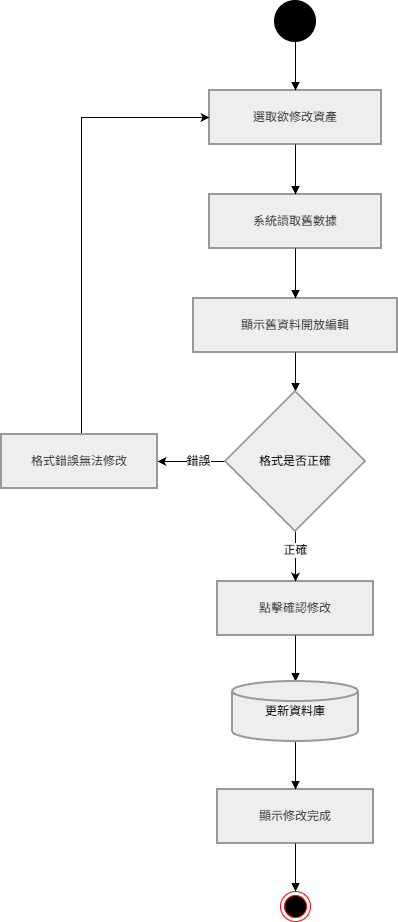 選取欲修改資產
系統讀取舊數據
顯示舊資料開放編輯
格式錯誤無法修改
錯誤
格式是否正確
正確
點擊確認修改
更新資料庫
顯示修改完成